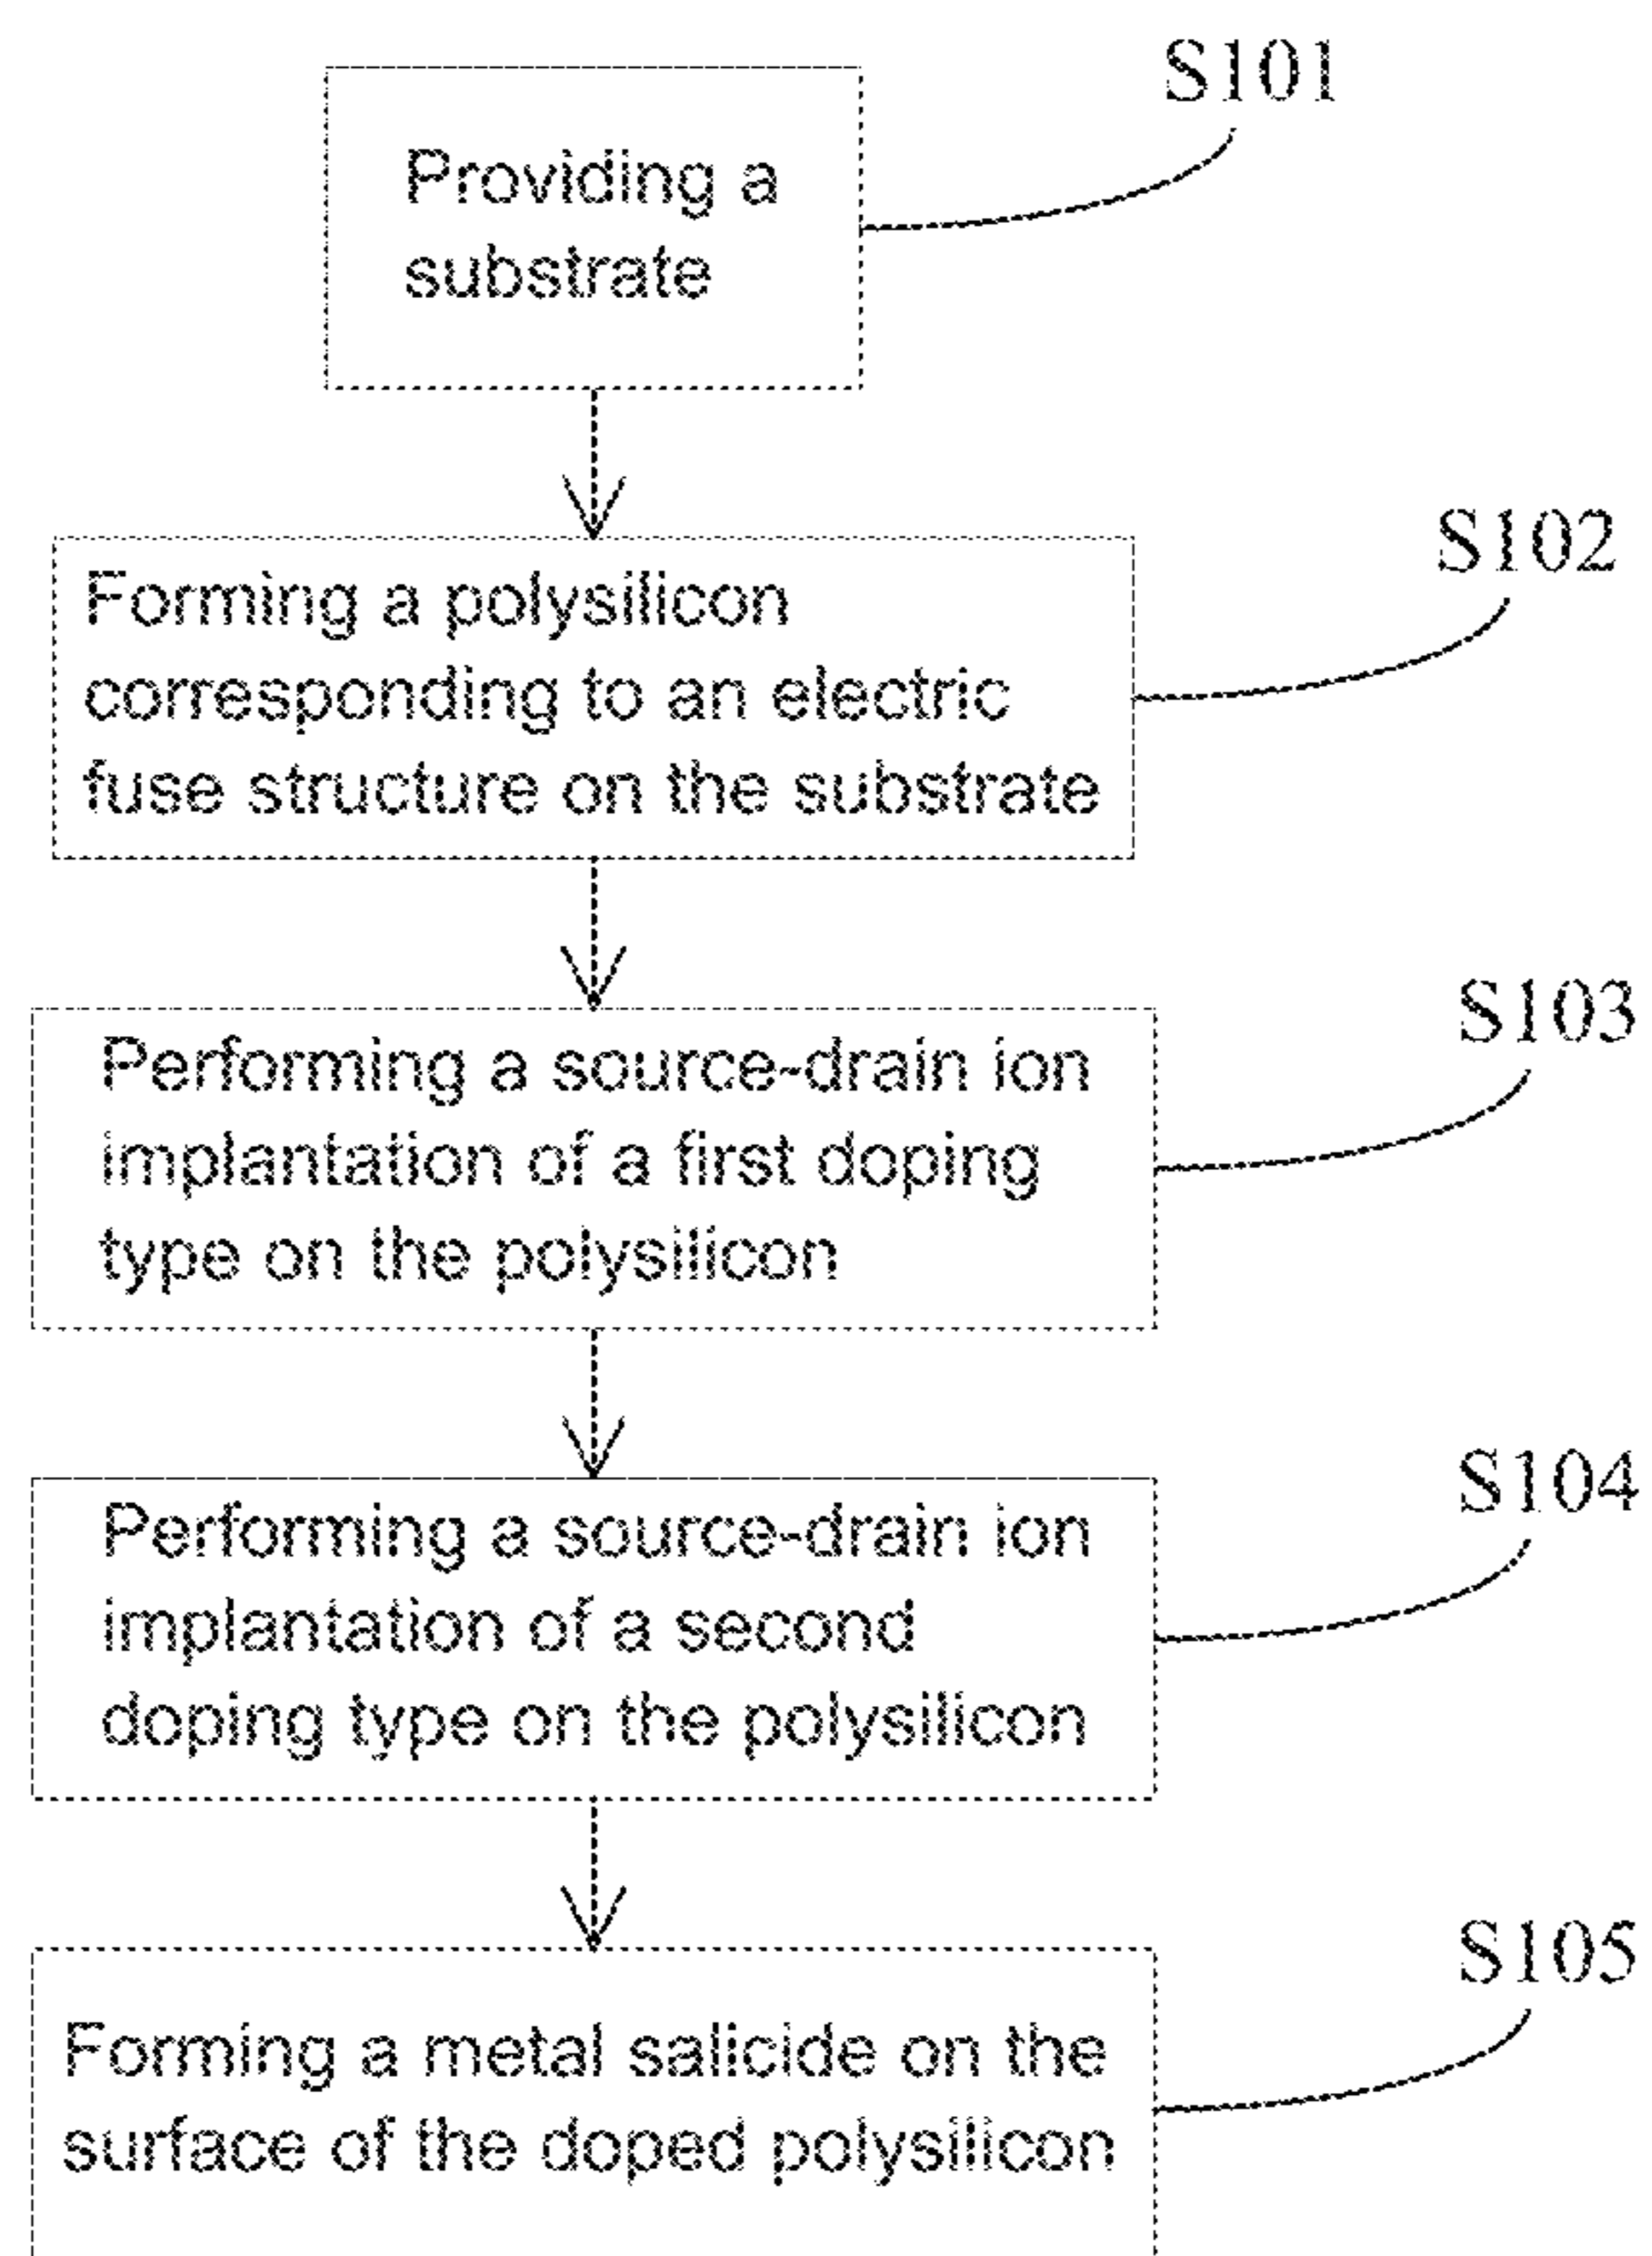 S101
Providing a
substrate
S102
Forming a polysilicon
corresponding to an electric
fuse structure on the substrate
S103
Performing a source-drain ion
implantation of a first doping
type on the polysilicon
S104
Performing a source-drain ion
implantation of a second
doping type on the polysilicon
S105
Forming a metal salicide on the
surface of the doped polysilicon